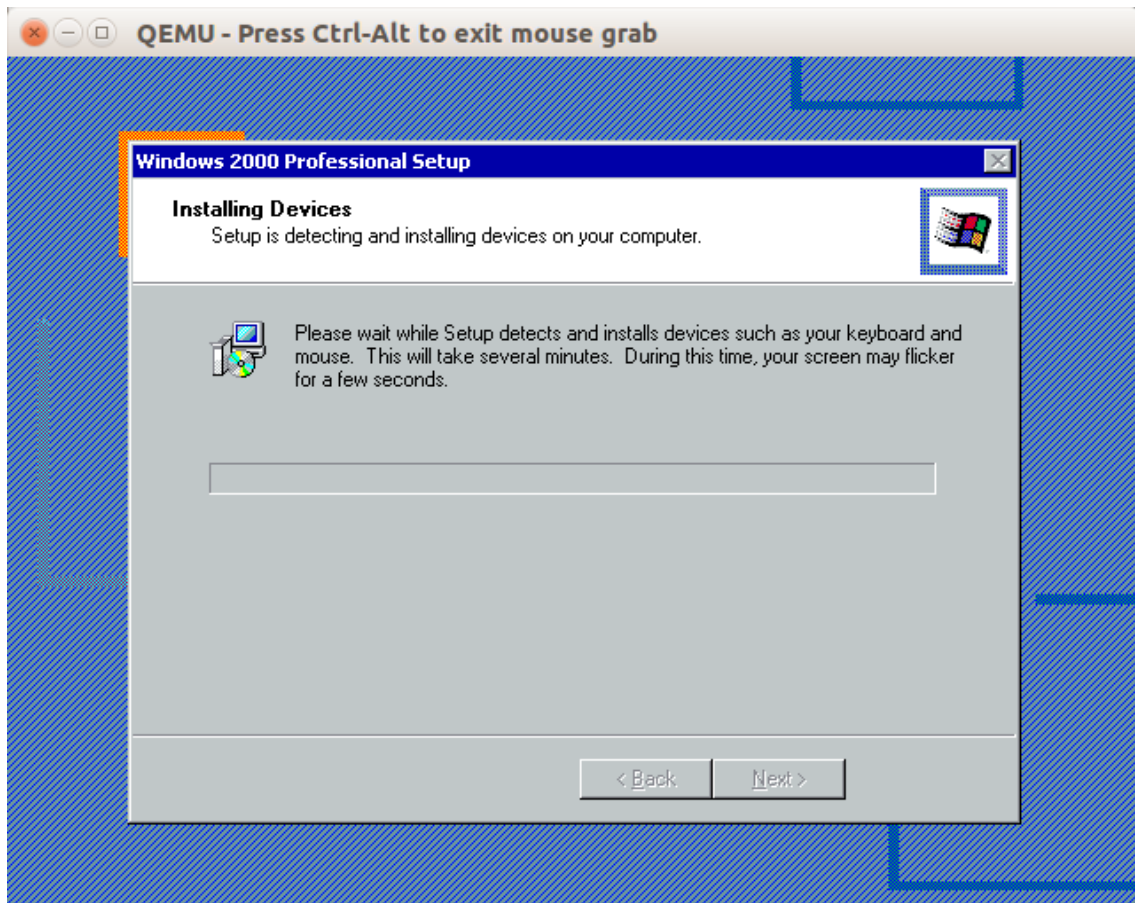 QEMU - Press Ctrl-Alt to exit mouse grab
Windows 2000 Professional Setup
Installing Devices
Setup is detecting and installing devices on your computer.
Please wait while Setup detects and installs devices such as your keyboard and
mouse.  This will take several minutes.  During this time, your screen may flicker
for a few seconds.
< Back
Next >